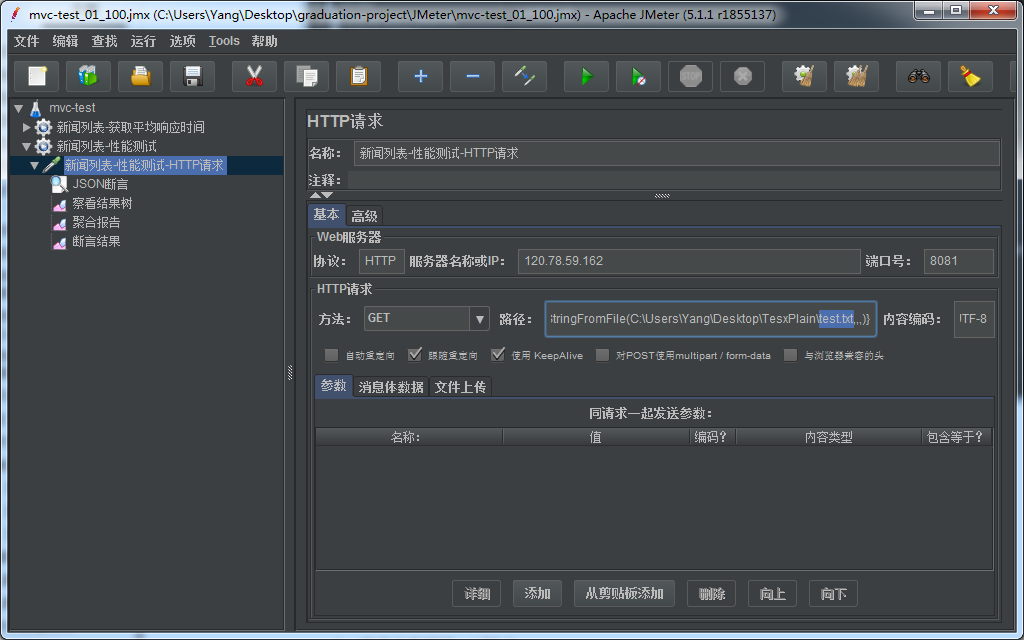 mvc-test_01_100.jmx (C:\Users\Yang\Desktop\graduation-project\JMeter\mvc-test_01_100.jmx) - Apache JMeter (5.1.1 r1855137)
文件 编辑 查找 运行 选项 Tools 帮助
STOP
mvc-test
新闻列表-获取平均响应时间
新闻列表-性能测试
新闻列表-性能测试-HTTP请求
JSON断言
察看结果树
聚合报告
断言结果
HTTP请求
名称： 新闻列表-性能测试-HTTP请求
注释：
基本 高级
Web服务器
协议： HTTP 服务器名称或IP： 120.78.59.162 端口号： 8081
HTTP请求
方法： GET 路径： tringFromFile(C:\Users\Yang\Desktop\TesxPlain\test.txt,,,)} 内容编码： TF-8
自动重定向 跟随重定向 使用 KeepAlive 对POST使用multipart / form-data 与浏览器兼容的头
参数 消息体数据 文件上传
同请求一起发送参数：
名称： 值 编码？ 内容类型 包含等于？
详细 添加 从剪贴板添加 删除 向上 向下